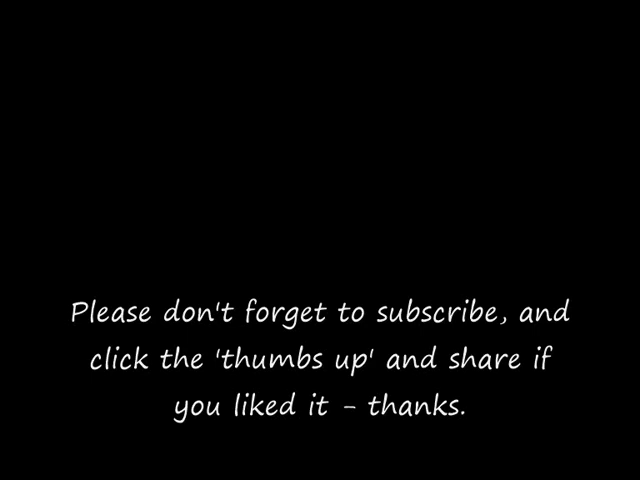 Please don't forget to subscribe, and
click the 'thumbs up' and share if
you liked it - thanks.